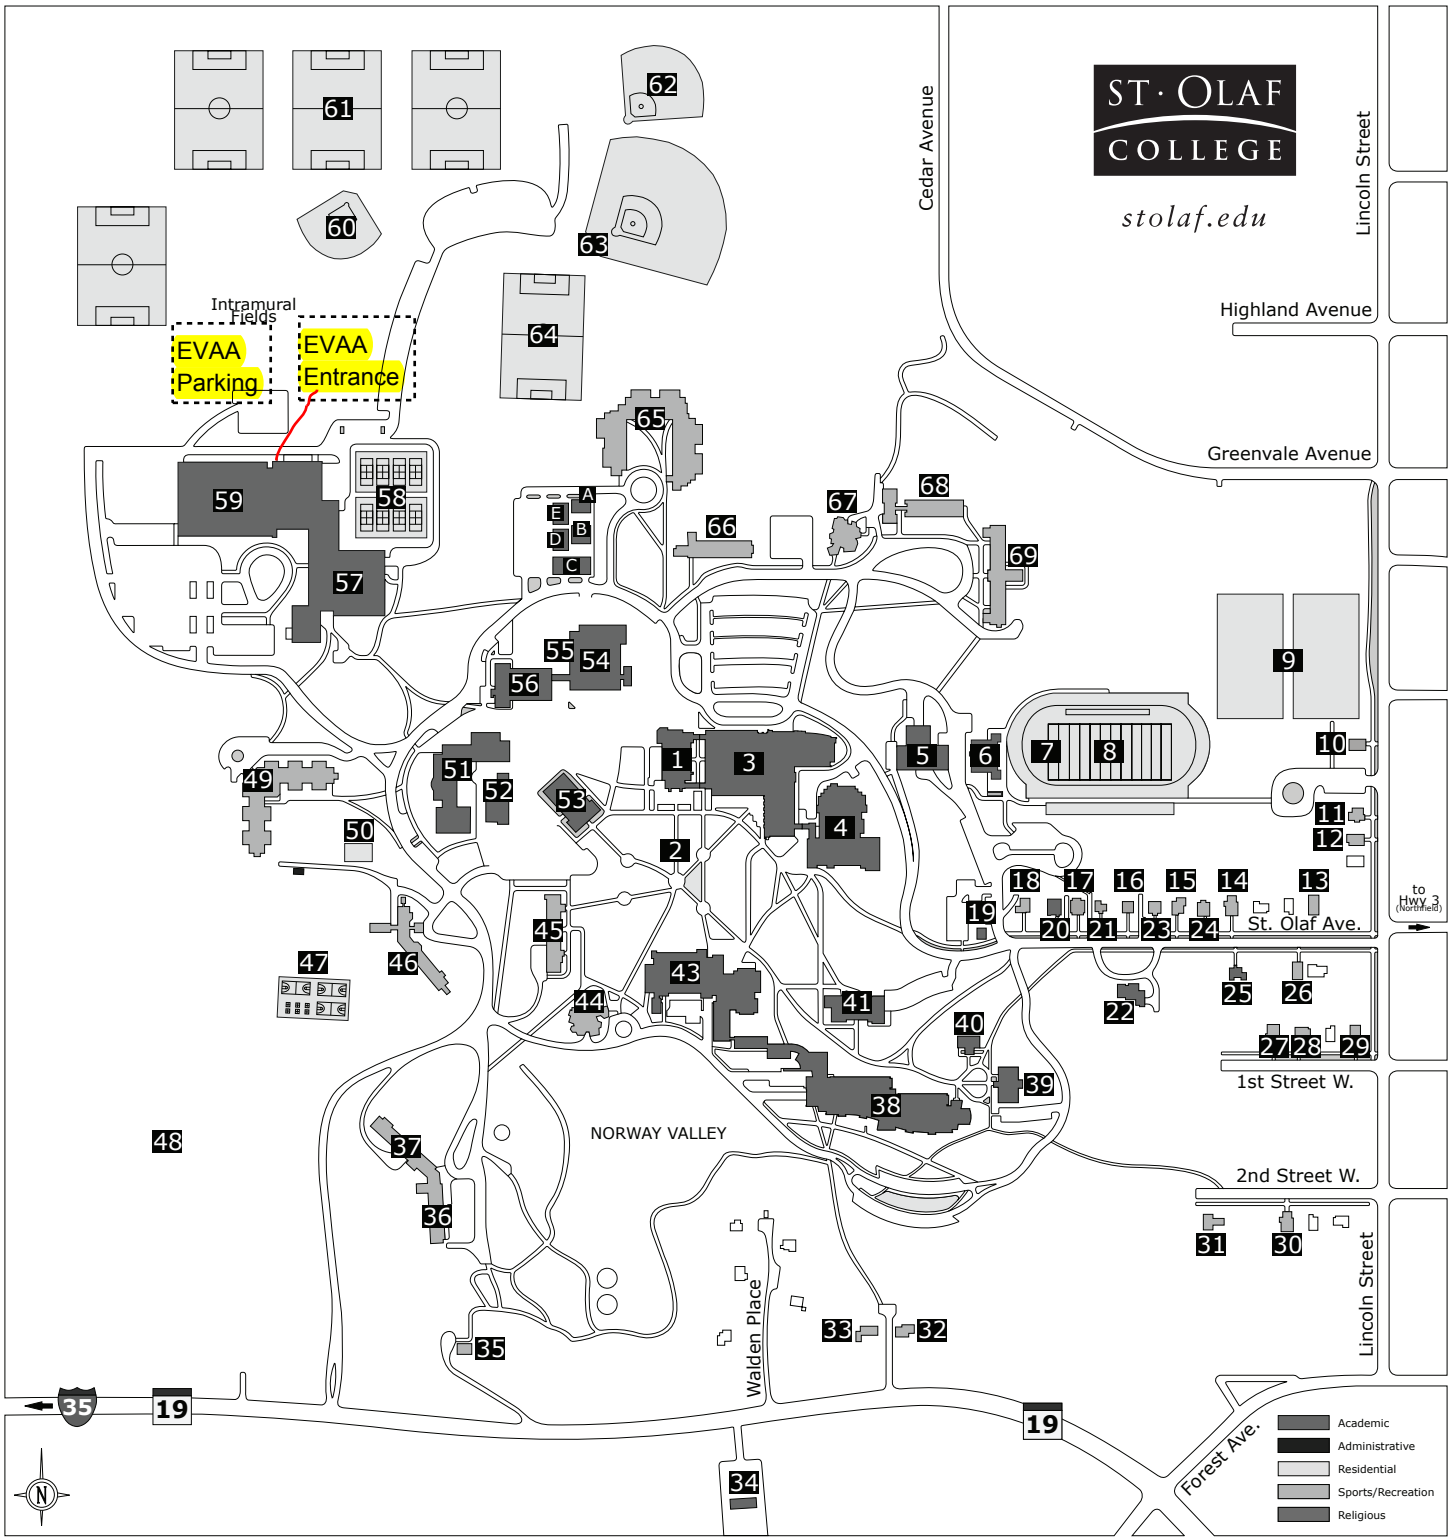 62
61
ST · OLAF
COLLEGE
stolaf.edu
Cedar Avenue
Lincoln Street
60
63
Intramural
Fields
EVAA
Parking
EVAA
Entrance
64
Highland Avenue
65
Greenvale Avenue
59
58
A
E
B
D
C
67
68
66
69
57
55
54
56
9
1
3
5
6
7
8
10
49
51
52
53
50
4
2
11
12
18
17
16
15
14
13
to
Hwy 3
(Northfield)
19
20
21
23
24
St. Olaf Ave.
45
46
47
43
44
41
22
25
26
40
27
28
29
39
38
1st Street W.
48
37
NORWAY VALLEY
36
2nd Street W.
31
30
Walden Place
Lincoln Street
33
32
35
35
19
19
34
Forest Ave.
N
Academic
Administrative
Residential
Sports/Recreation
Religious